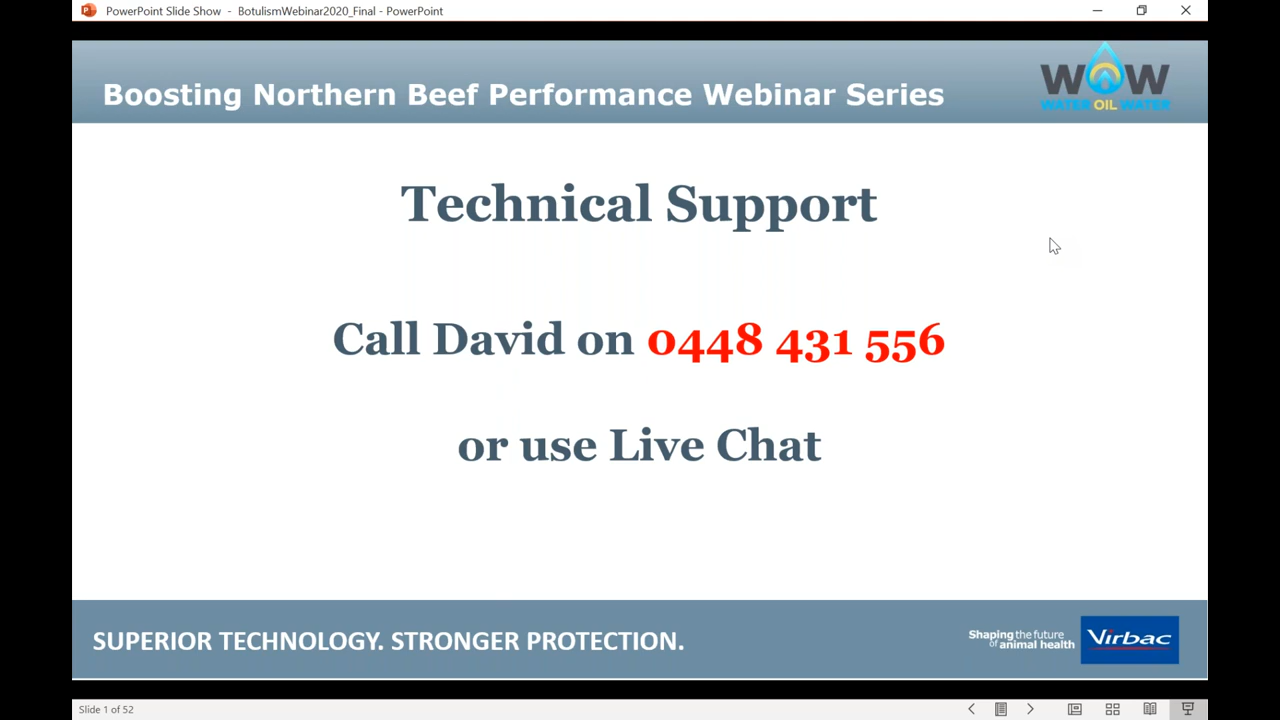 PowerPoint Slide Show - BotulismWebinar2020_Final - PowerPoint
Boosting Northern Beef Performance Webinar Series
WOW
WATER OIL WATER
Technical Support
Call David on 0448 431 556
or use Live Chat
SUPERIOR TECHNOLOGY. STRONGER PROTECTION.
Shaping the future
of animal health
Virbac
Slide 1 of 52